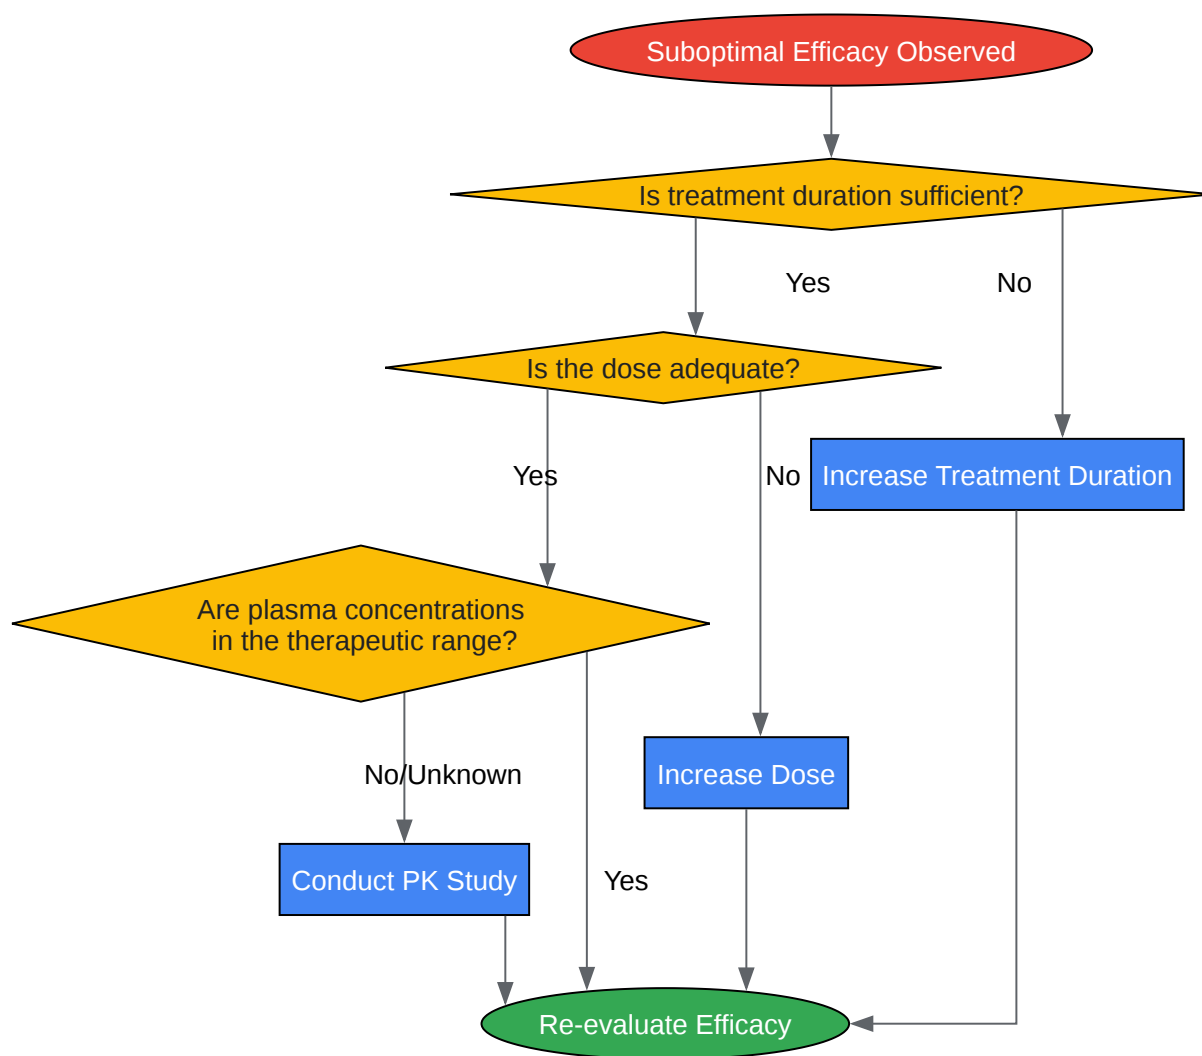 Suboptimal Efficacy Observed
Is treatment duration sufficient?
Yes
No
Is the dose adequate?
Yes
No
Increase Treatment Duration
Are plasma concentrations
in the therapeutic range?
No/Unknown
Increase Dose
Conduct PK Study
Yes
Re-evaluate Efficacy